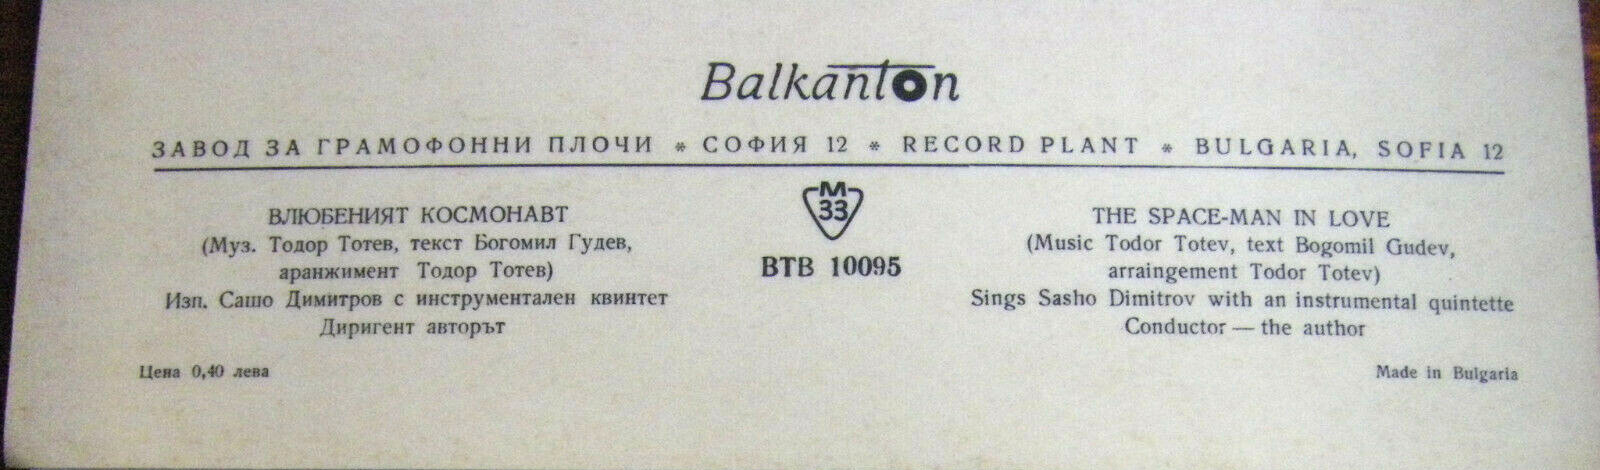 Balkanton
ЗАВОД ЗА ГРАМОФОННИ ПЛОЧИ * СОФИЯ 12 * RECORD PLANT * BULGARIA, SOFIA 12
ВЛЮБЕНИЯТ КОСМОНАВТ
(Муз. Тодор Тотев, текст Богомил Гудев,
аранжимент Тодор Тотев)
Изп. Сашо Димитров с инструментален квинтет
Диригент авторът
Цена 0,40 лева
М
33
ВТВ 10095
THE SPACE-MAN IN LOVE
(Music Todor Totev, text Bogomil Gudev,
arraingement Todor Totev)
Sings Sasho Dimitrov with an instrumental quintette
Conductor — the author
Made in Bulgaria